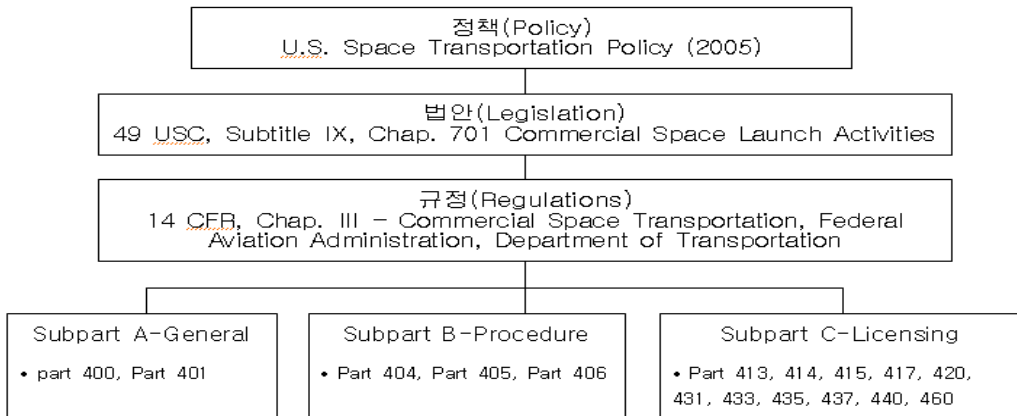 정책(Policy)
U.S. Space Transportation Policy (2005)
법안(Legislation)
49 USC, Subtitle IX, Chap. 701 Commercial Space Launch Activities
규정(Regulations)
14 CFR, Chap. III - Commercial Space Transportation, Federal
Aviation Administration, Department of Transportation
Subpart A-General
• part 400, Part 401
Subpart B-Procedure
• Part 404, Part 405, Part 406
Subpart C-Licensing
• Part 413, 414, 415, 417, 420,
431, 433, 435, 437, 440, 460